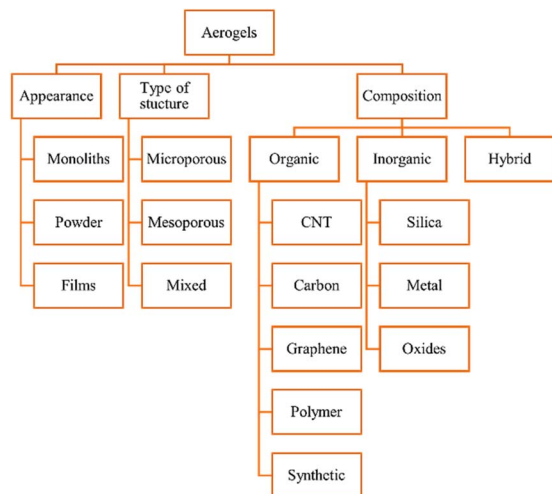 Aerogels
Appearance
Type of
stucture
Composition
Monoliths
Microporous
Organic
Inorganic
Hybrid
Powder
Mesoporous
CNT
Silica
Films
Mixed
Carbon
Metal
Graphene
Oxides
Polymer
Synthetic